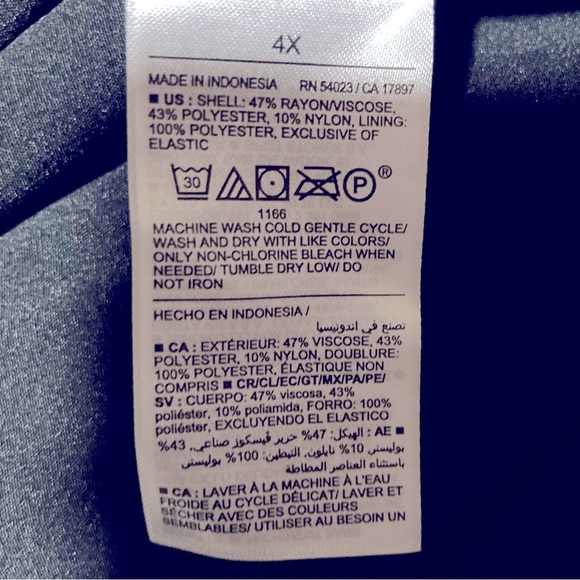 4X
MADE IN INDONESIA RN 54023 / CA 17897
■ US : SHELL: 47% RAYON/VISCOSE,
43% POLYESTER, 10% NYLON, LINING:
100% POLYESTER, EXCLUSIVE OF
ELASTIC
30 P ®
1166
MACHINE WASH COLD GENTLE CYCLE/
WASH AND DRY WITH LIKE COLORS/
ONLY NON-CHLORINE BLEACH WHEN
NEEDED/ TUMBLE DRY LOW/ DO
NOT IRON
HECHO EN INDONESIA /
تصنع في اندونيسيا
■ CA : EXTÉRIEUR: 47% VISCOSE, 43%
POLYESTER, 10% NYLON, DOUBLURE:
100% POLYESTER, ÉLASTIQUE NON
COMPRIS ■ CR/CL/EC/GT/MX/PA/PE/
SV : CUERPO: 47% viscosa, 43%
poliéster, 10% poliamida, FORRO: 100%
poliéster, EXCLUYENDO EL ELASTICO
■ AE : الهيكل: 47% حرير ڤيسكوز صناعي, 43%
بوليستر, 10% نايلون, التبطين: 100% بوليستر,
باستثناء العناصر المطاطة
■ CA : LAVER À LA MACHINE À L'EAU
FROIDE AU CYCLE DÉLICAT/ LAVER ET
SÉCHER AVEC DES COULEURS
SEMBLABLES/ UTILISER AU BESOIN UN